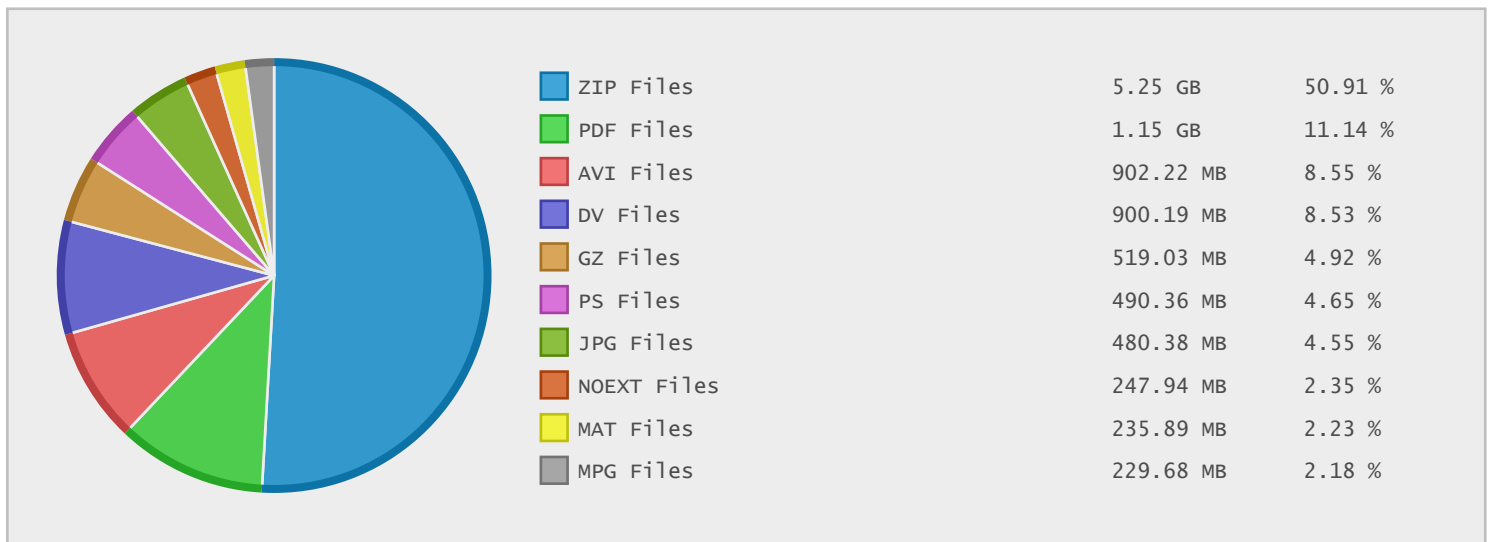 ZIP Files 5.25 GB 50.91 %
PDF Files 1.15 GB 11.14 %
AVI Files 902.22 MB 8.55 %
DV Files 900.19 MB 8.53 %
GZ Files 519.03 MB 4.92 %
PS Files 490.36 MB 4.65 %
JPG Files 480.38 MB 4.55 %
NOEXT Files 247.94 MB 2.35 %
MAT Files 235.89 MB 2.23 %
MPG Files 229.68 MB 2.18 %